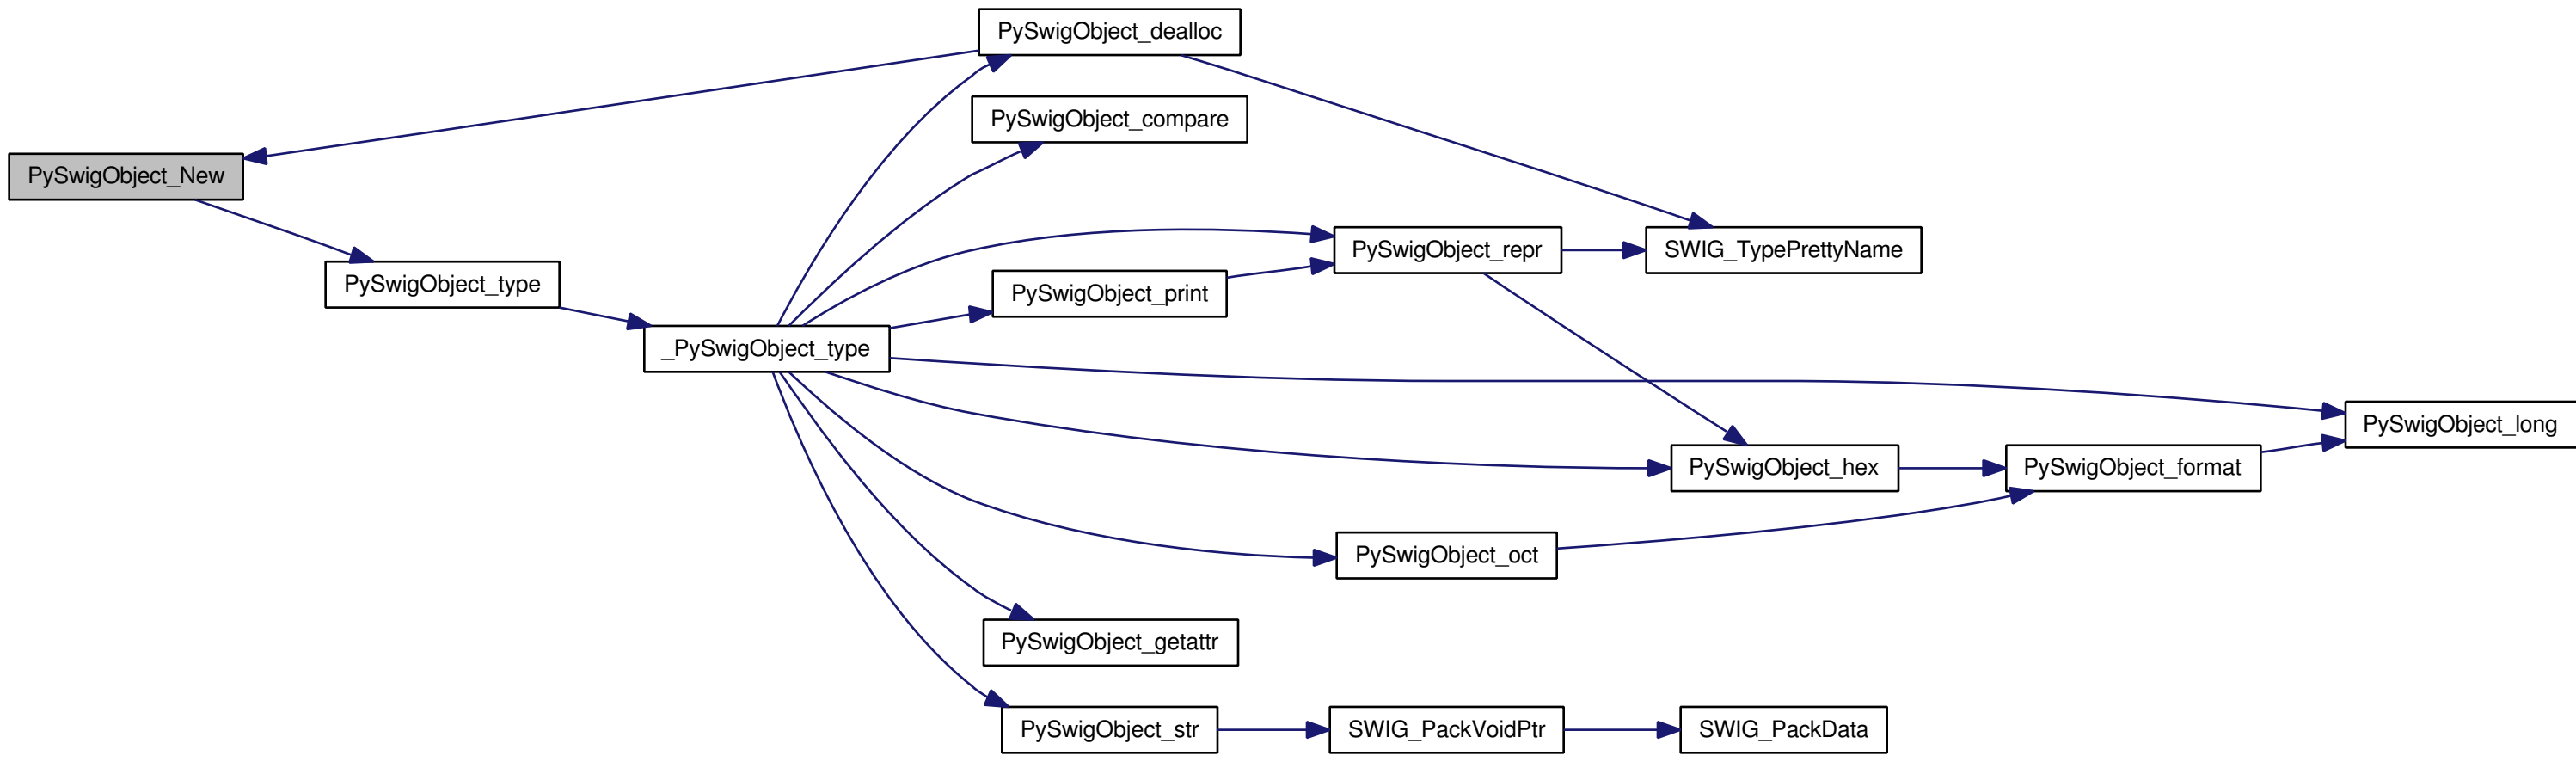 PySwigObject_dealloc
PySwigObject_compare
PySwigObject_New
PySwigObject_repr
SWIG_TypePrettyName
PySwigObject_type
PySwigObject_print
_PySwigObject_type
PySwigObject_long
PySwigObject_hex
PySwigObject_format
PySwigObject_oct
PySwigObject_getattr
PySwigObject_str
SWIG_PackVoidPtr
SWIG_PackData